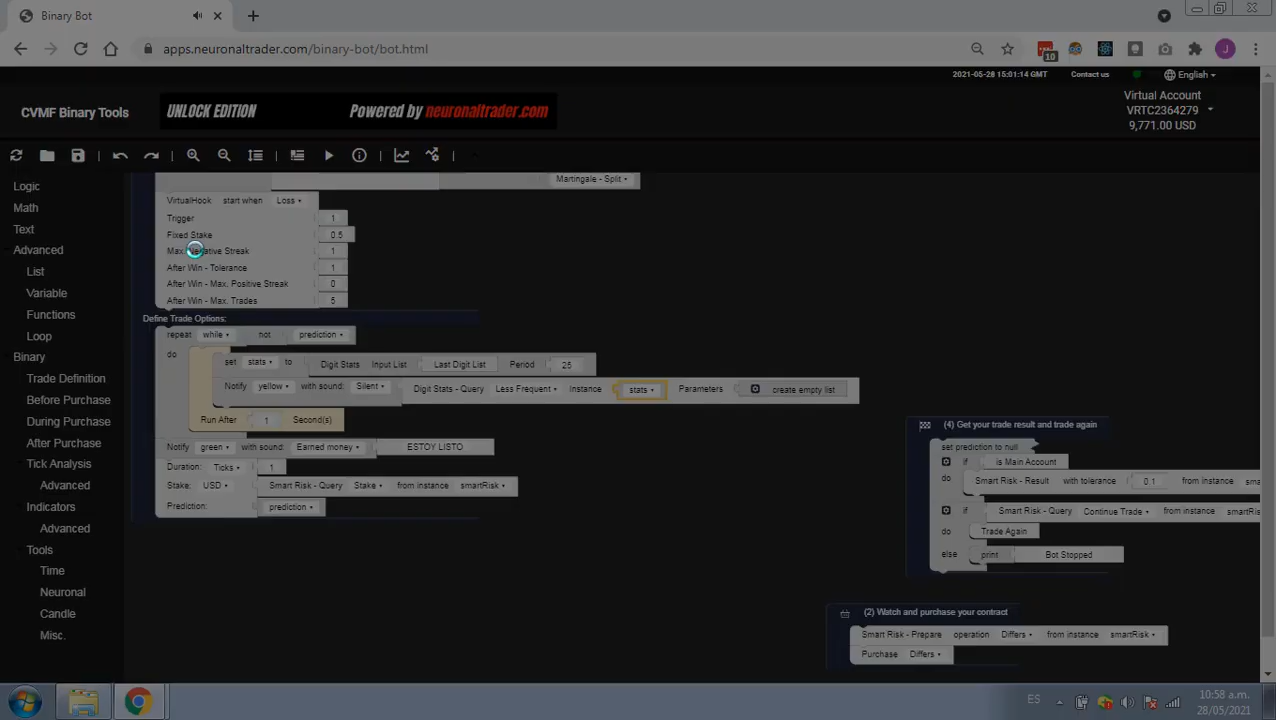 Binary Bot
apps.neuronaltrader.com/binary-bot/bot.html
10
J
2021-05-28 15:01:14 GMT
Contact us
English
CVMF Binary Tools
UNLOCK EDITION
Powered by neuronaltrader.com
Virtual Account
VRTC2364279
9,771.00 USD
Logic
Math
Text
Advanced
List
Variable
Functions
Loop
Binary
Trade Definition
Before Purchase
During Purchase
After Purchase
Tick Analysis
Advanced
Indicators
Advanced
Tools
Time
Neuronal
Candle
Misc.
Martingale - Split
VirtualHook start when Loss
Trigger 1
Fixed Stake 0.5
Max. Negative Streak 1
After Win - Tolerance 1
After Win - Max. Positive Streak 0
After Win - Max. Trades 5
Define Trade Options:
repeat while not prediction
do
set stats to Digit Stats Input List Last Digit List Period 25
Notify yellow with sound: Silent Digit Stats - Query Less Frequent Instance stats Parameters create empty list
Run After 1 Second(s)
Notify green with sound: Earned money ESTOY LISTO
Duration: Ticks 1
Stake: USD Smart Risk - Query Stake from instance smartRisk
Prediction: prediction
(4) Get your trade result and trade again
set prediction to null
if is Main Account
do Smart Risk - Result with tolerance 0.1 from instance
if Smart Risk - Query Continue Trade from instance smartRis
do Trade Again
else print Bot Stopped
(2) Watch and purchase your contract
Smart Risk - Prepare operation Differs from instance smartRisk
Purchase Differs
ES
10:58 a.m.
28/05/2021